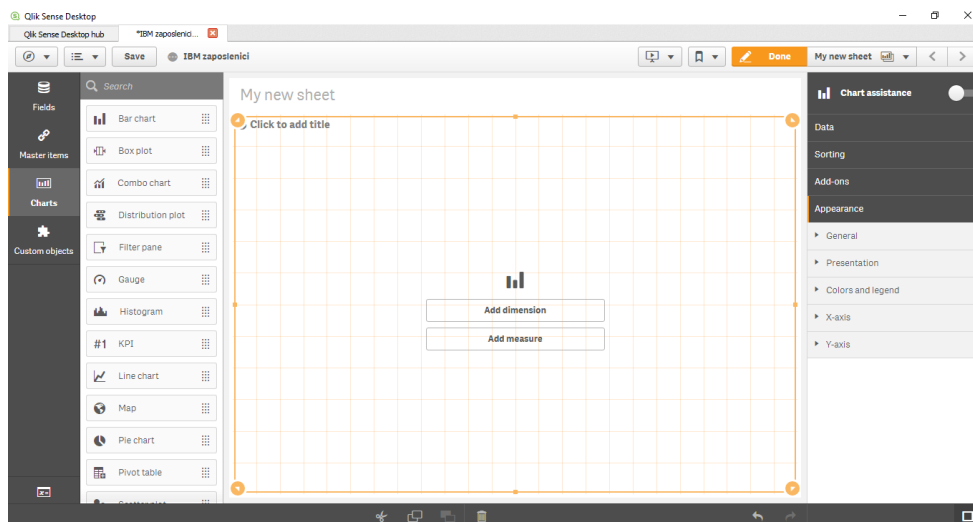 Qlik Sense Desktop
Qlik Sense Desktop hub
*IBM zaposlenici...
Save
IBM zaposlenici
Done
My new sheet
Fields
Master items
Charts
Custom objects
Search
Bar chart
Box plot
Combo chart
Distribution plot
Filter pane
Gauge
Histogram
#1 KPI
Line chart
Map
Pie chart
Pivot table
My new sheet
Click to add title
Add dimension
Add measure
Chart assistance
Data
Sorting
Add-ons
Appearance
General
Presentation
Colors and legend
X-axis
Y-axis